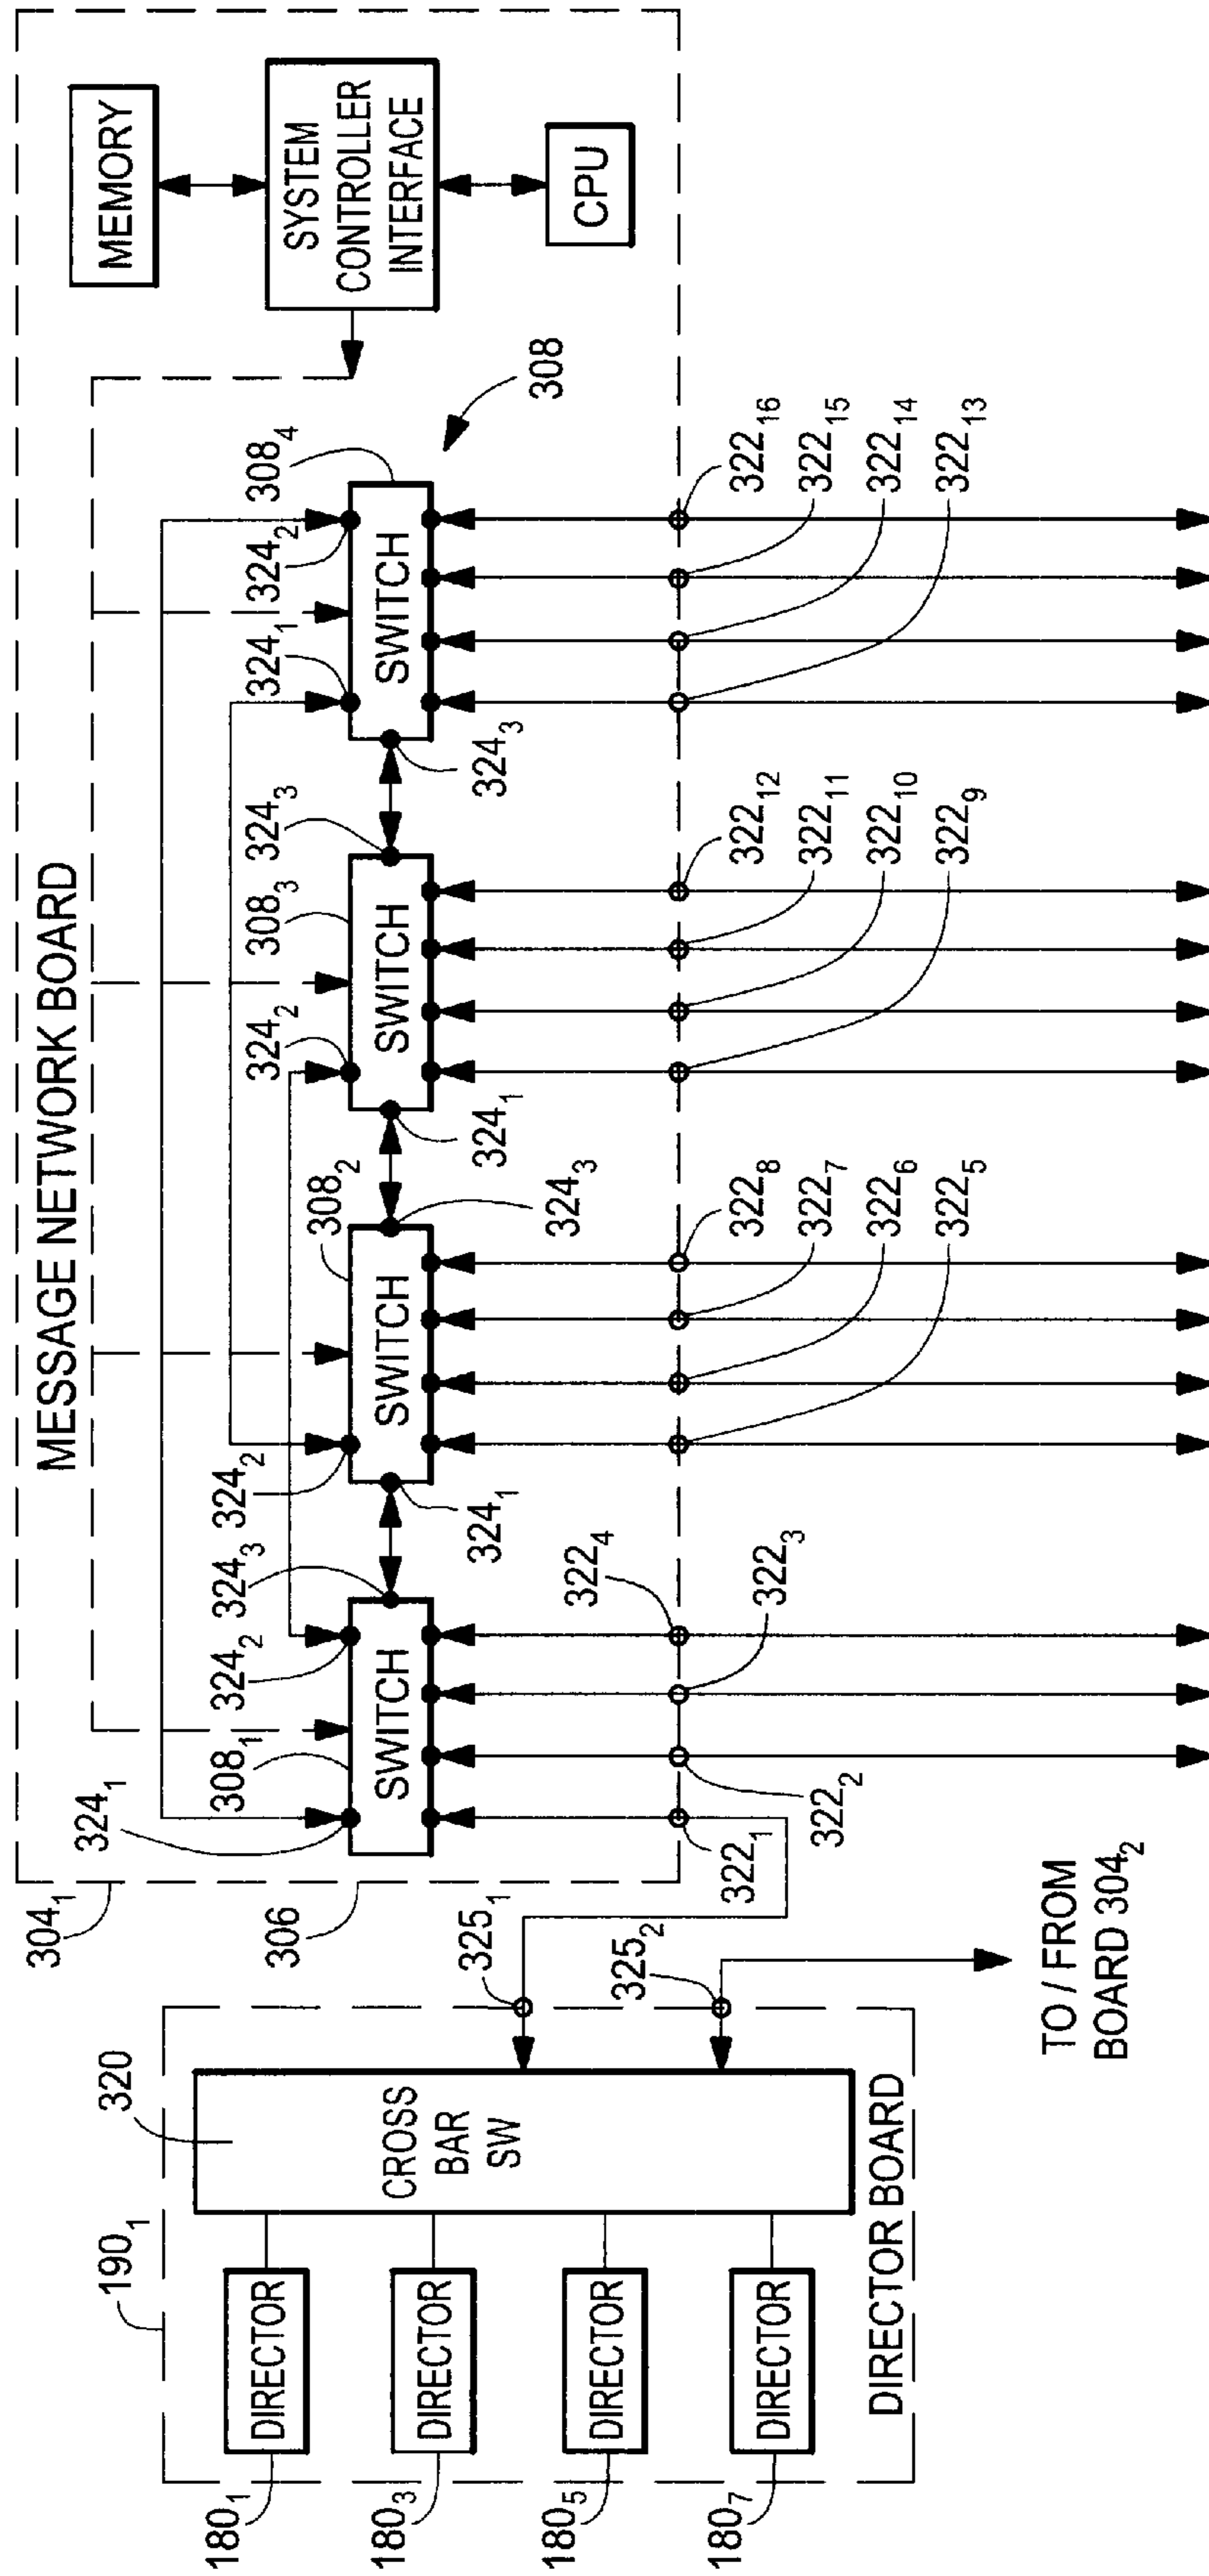 MESSAGE NETWORK BOARD
MEMORY
SYSTEM
CONTROLLER
INTERFACE
CPU
308
304₁
306
324₁
308₁
324₂
324₃
SWITCH
324₂
308₂
324₁
324₃
SWITCH
324₂
308₃
324₃
324₁
SWITCH
324₁
324₂
308₄
324₃
SWITCH
322₁
322₂
322₃
322₄
322₈
322₇
322₆
322₅
322₁₂
322₁₁
322₁₀
322₉
322₁₆
322₁₅
322₁₄
322₁₃
190₁
320
325₁
325₂
CROSS
BAR
SW
DIRECTOR
DIRECTOR
DIRECTOR
DIRECTOR
180₁
180₃
180₅
180₇
DIRECTOR BOARD
TO / FROM
BOARD 304₂